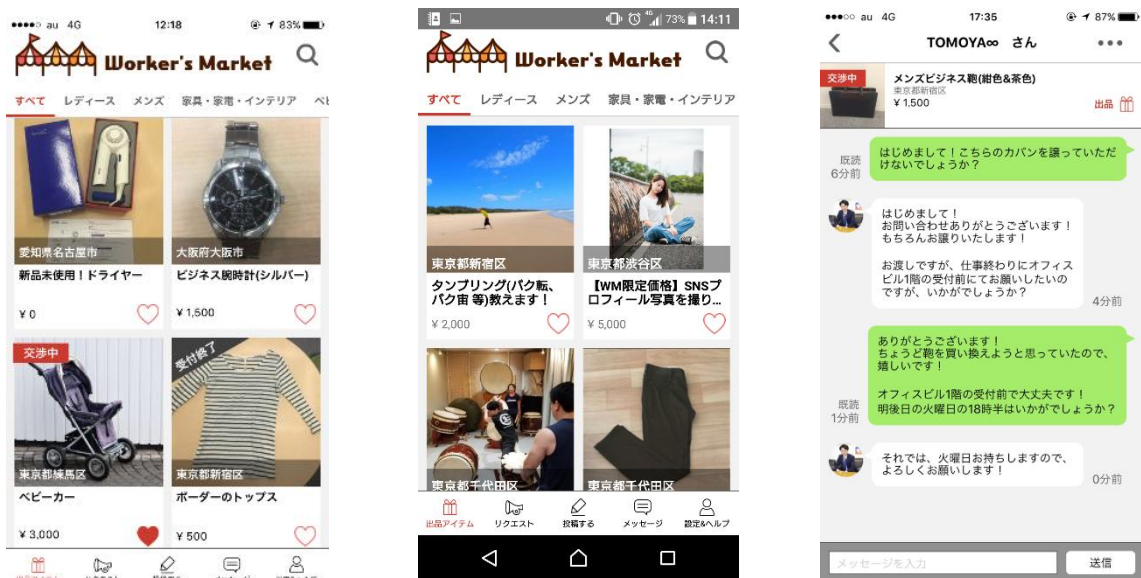 au 4G 12:18 83%
Worker's Market
すべて レディース メンズ 家具・家電・インテリア
愛知県名古屋市
新品未使用！ドライヤー
¥ 0
大阪府大阪市
ビジネス腕時計(シルバー)
¥ 1,500
交渉中
東京都練馬区
ベビーカー
¥ 3,000
受付終了
東京都新宿区
ボーダーのトップス
¥ 500
4G 73% 14:11
Worker's Market
すべて レディース メンズ 家具・家電・インテリア
東京都新宿区
タンブリング(バク転、
バク宙 等)教えます！
¥ 2,000
東京都渋谷区
【WM限定価格】SNSプ
ロフィール写真を撮り...
¥ 5,000
東京都千代田区
東京都千代田区
出品アイテム リクエスト 投稿する メッセージ 設定&ヘルプ
au 4G 17:35 87%
TOMOYA∞ さん
交渉中
メンズビジネス鞄(紺色&茶色)
東京都新宿区
¥ 1,500
出品
はじめまして！こちらのカバンを譲っていただ
けないでしょうか？
既読
6分前
はじめまして！
お問い合わせありがとうございます！
もちろんお譲りいたします！
お渡しですが、仕事終わりにオフィス
ビル1階の受付前にてお願いしたいの
ですが、いかがでしょうか？
4分前
ありがとうございます！
ちょうど鞄を買い換えようと思っていたので、
嬉しいです！
オフィスビル1階の受付前で大丈夫です！
明後日の火曜日の18時半はいかがでしょうか？
既読
1分前
それでは、火曜日お持ちしますので、
よろしくお願いします！
0分前
メッセージを入力
送信